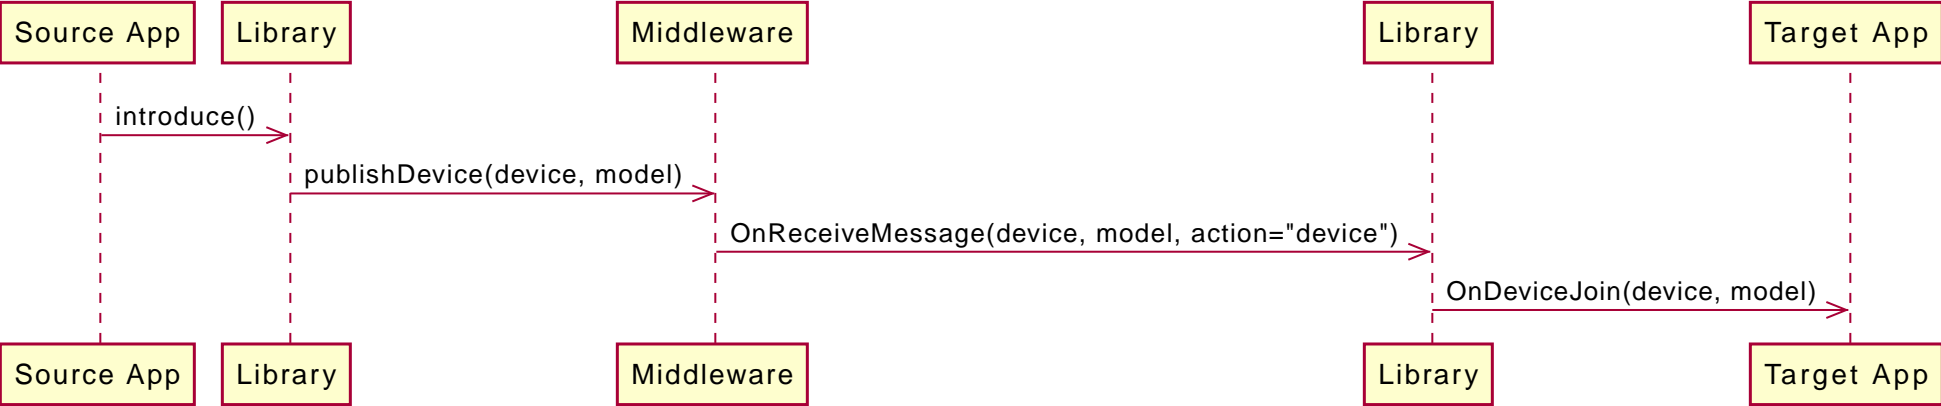 Source App
Library
Middleware
Library
Target App
introduce()
publishDevice(device, model)
OnReceiveMessage(device, model, action="device")
OnDeviceJoin(device, model)
Source App
Library
Middleware
Library
Target App